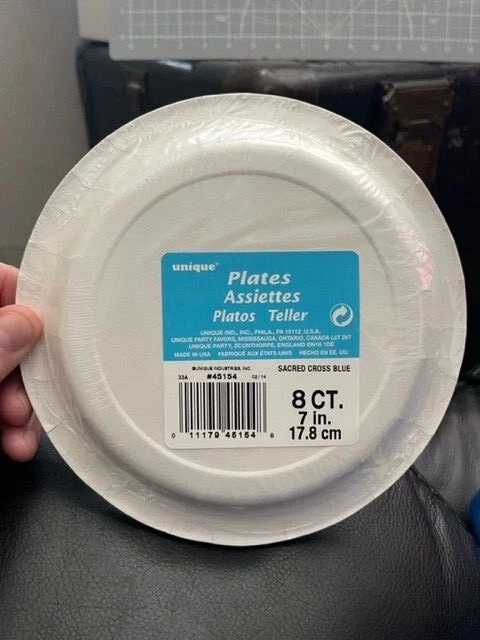 unique®
Plates
Assiettes
Platos Teller
UNIQUE IND., INC., PHILA., PA 19112 U.S.A.
UNIQUE PARTY FAVORS, MISSISSAUGA, ONTARIO, CANADA L5T 2V7
UNIQUE PARTY, SCUNTHORPE, ENGLAND DN16 1DE
MADE IN USA FABRIQUÉ AUX ÉTATS-UNIS HECHO EN EE. UU.
©UNIQUE INDUSTRIES, INC. SACRED CROSS BLUE
33A #45154 02/14
8 CT.
7 in.
17.8 cm
0 11179 45154 8